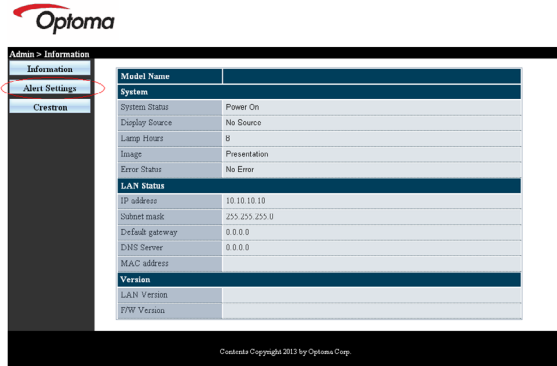 Optoma
Admin > Information
Information
Alert Settings
Crestron
Model Name
System
System Status Power On
Display Source No Source
Lamp Hours 8
Image Presentation
Error Status No Error
LAN Status
IP address 10.10.10.10
Subnet mask 255.255.255.0
Default gateway 0.0.0.0
DNS Server 0.0.0.0
MAC address
Version
LAN Version
F/W Version
Contents Copyright 2013 by Optoma Corp.